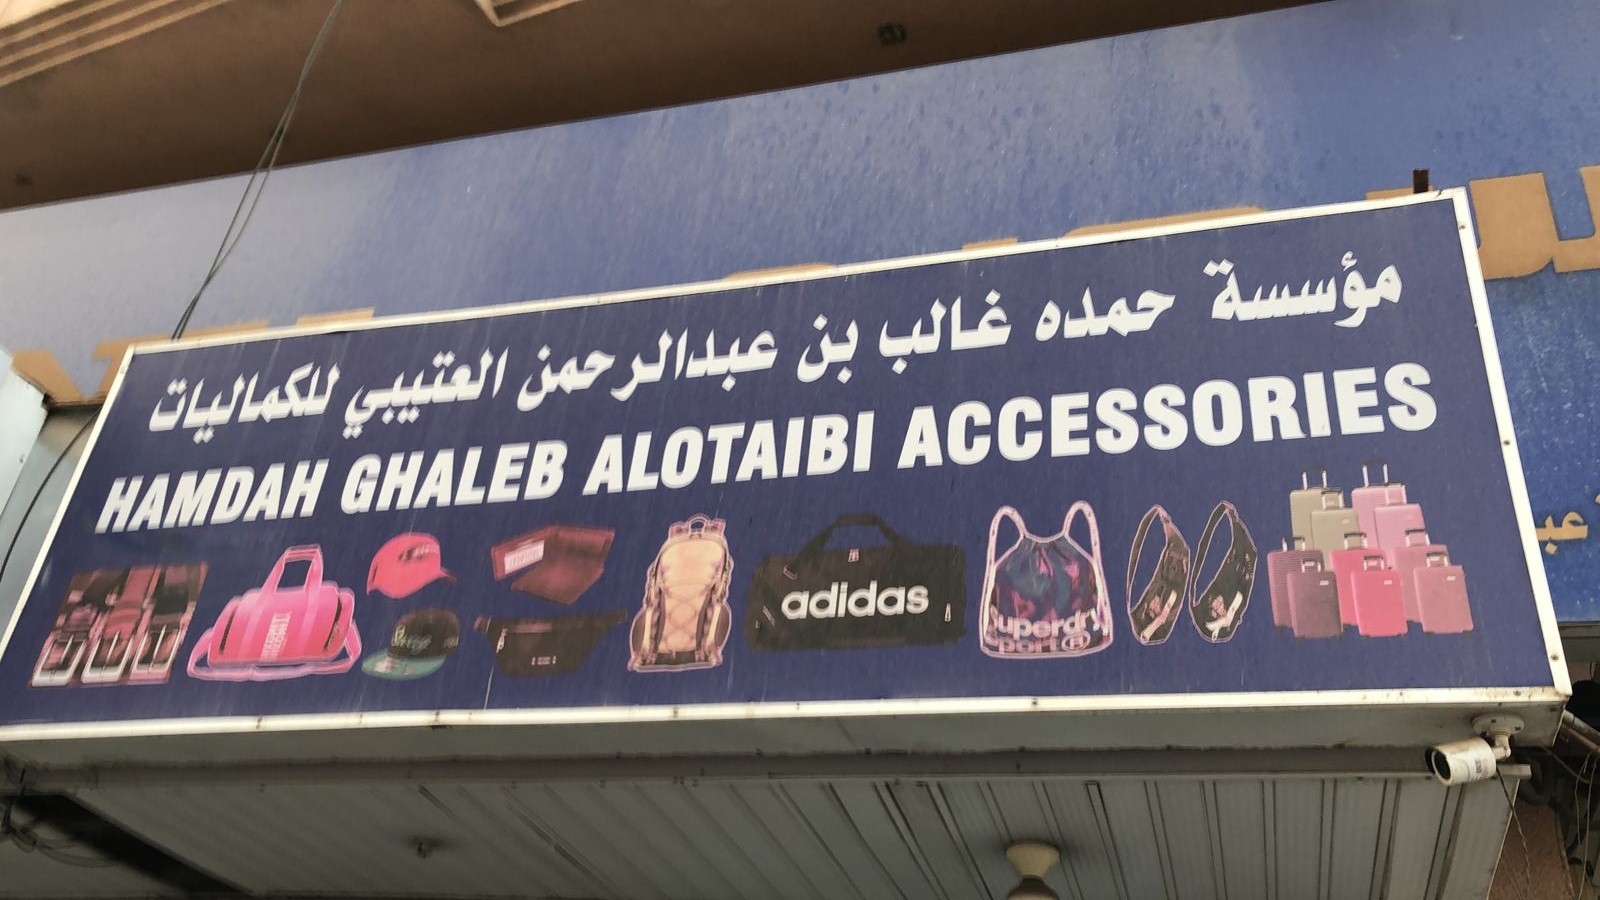 مؤسسة حمده غالب بن عبدالرحمن العتيبي للكماليات
HAMDAH GHALEB ALOTAIBI ACCESSORIES
adidas
Superdry
Sport®